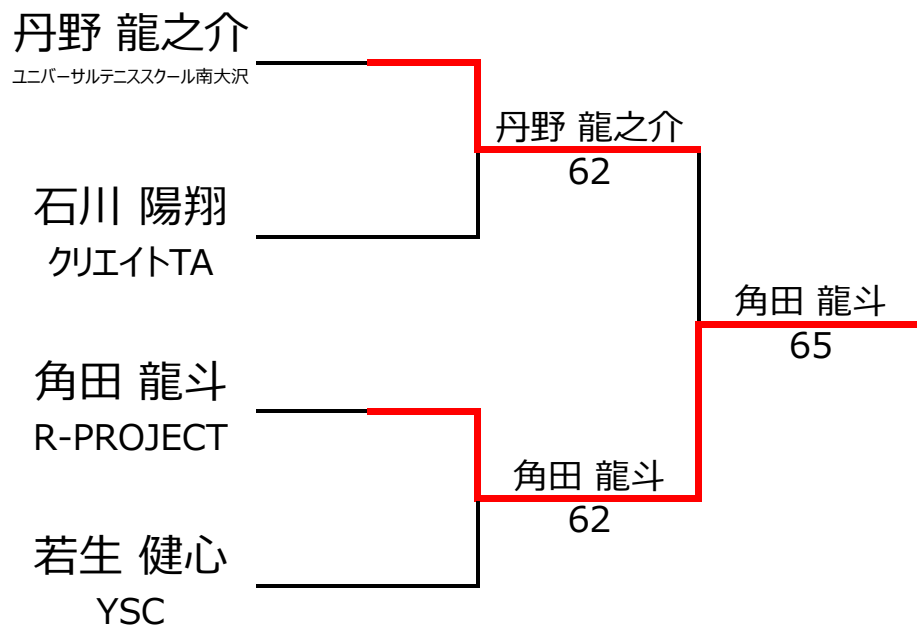 丹野 龍之介
ユニバーサルテニススクール南大沢
丹野 龍之介
62
石川 陽翔
クリエイトTA
角田 龍斗
65
角田 龍斗
R-PROJECT
角田 龍斗
62
若生 健心
YSC